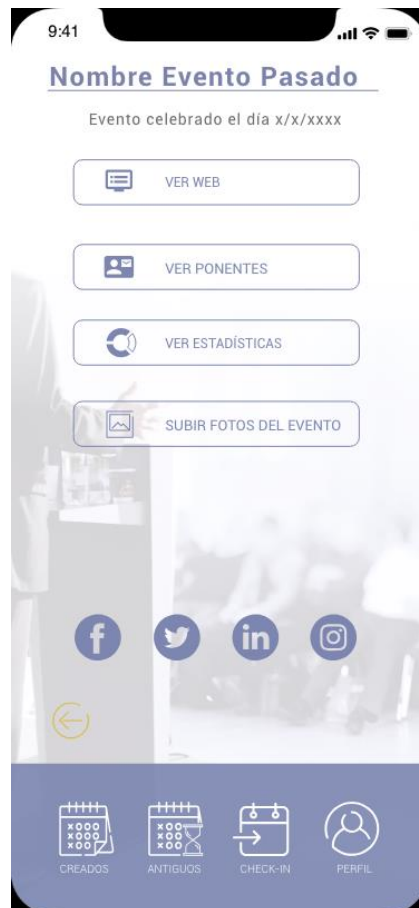 9:41
Nombre Evento Pasado
Evento celebrado el día x/x/xxxx
VER WEB
VER PONENTES
VER ESTADÍSTICAS
SUBIR FOTOS DEL EVENTO
CREADOS ANTIGUOS CHECK-IN PERFIL